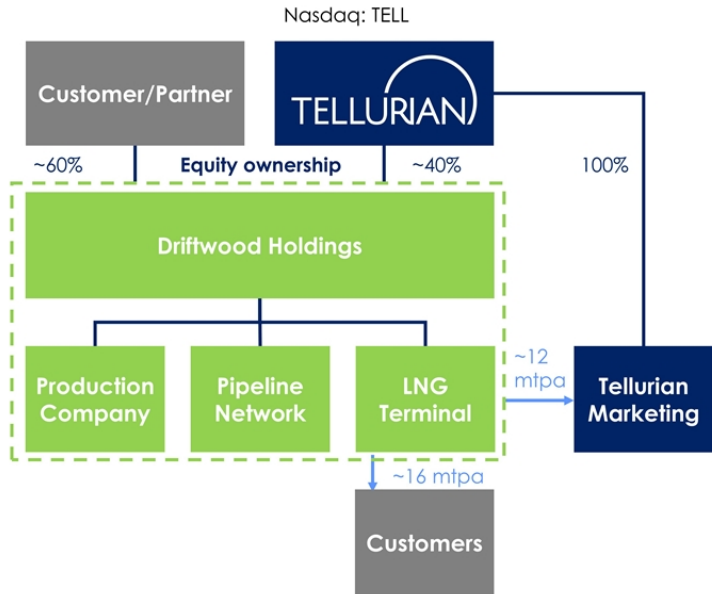 Nasdaq: TELL
Customer/Partner
TELLURIAN
~60%
Equity ownership
~40%
100%
Driftwood Holdings
Production
Company
Pipeline
Network
LNG
Terminal
~12
mtpa
Tellurian
Marketing
~16 mtpa
Customers